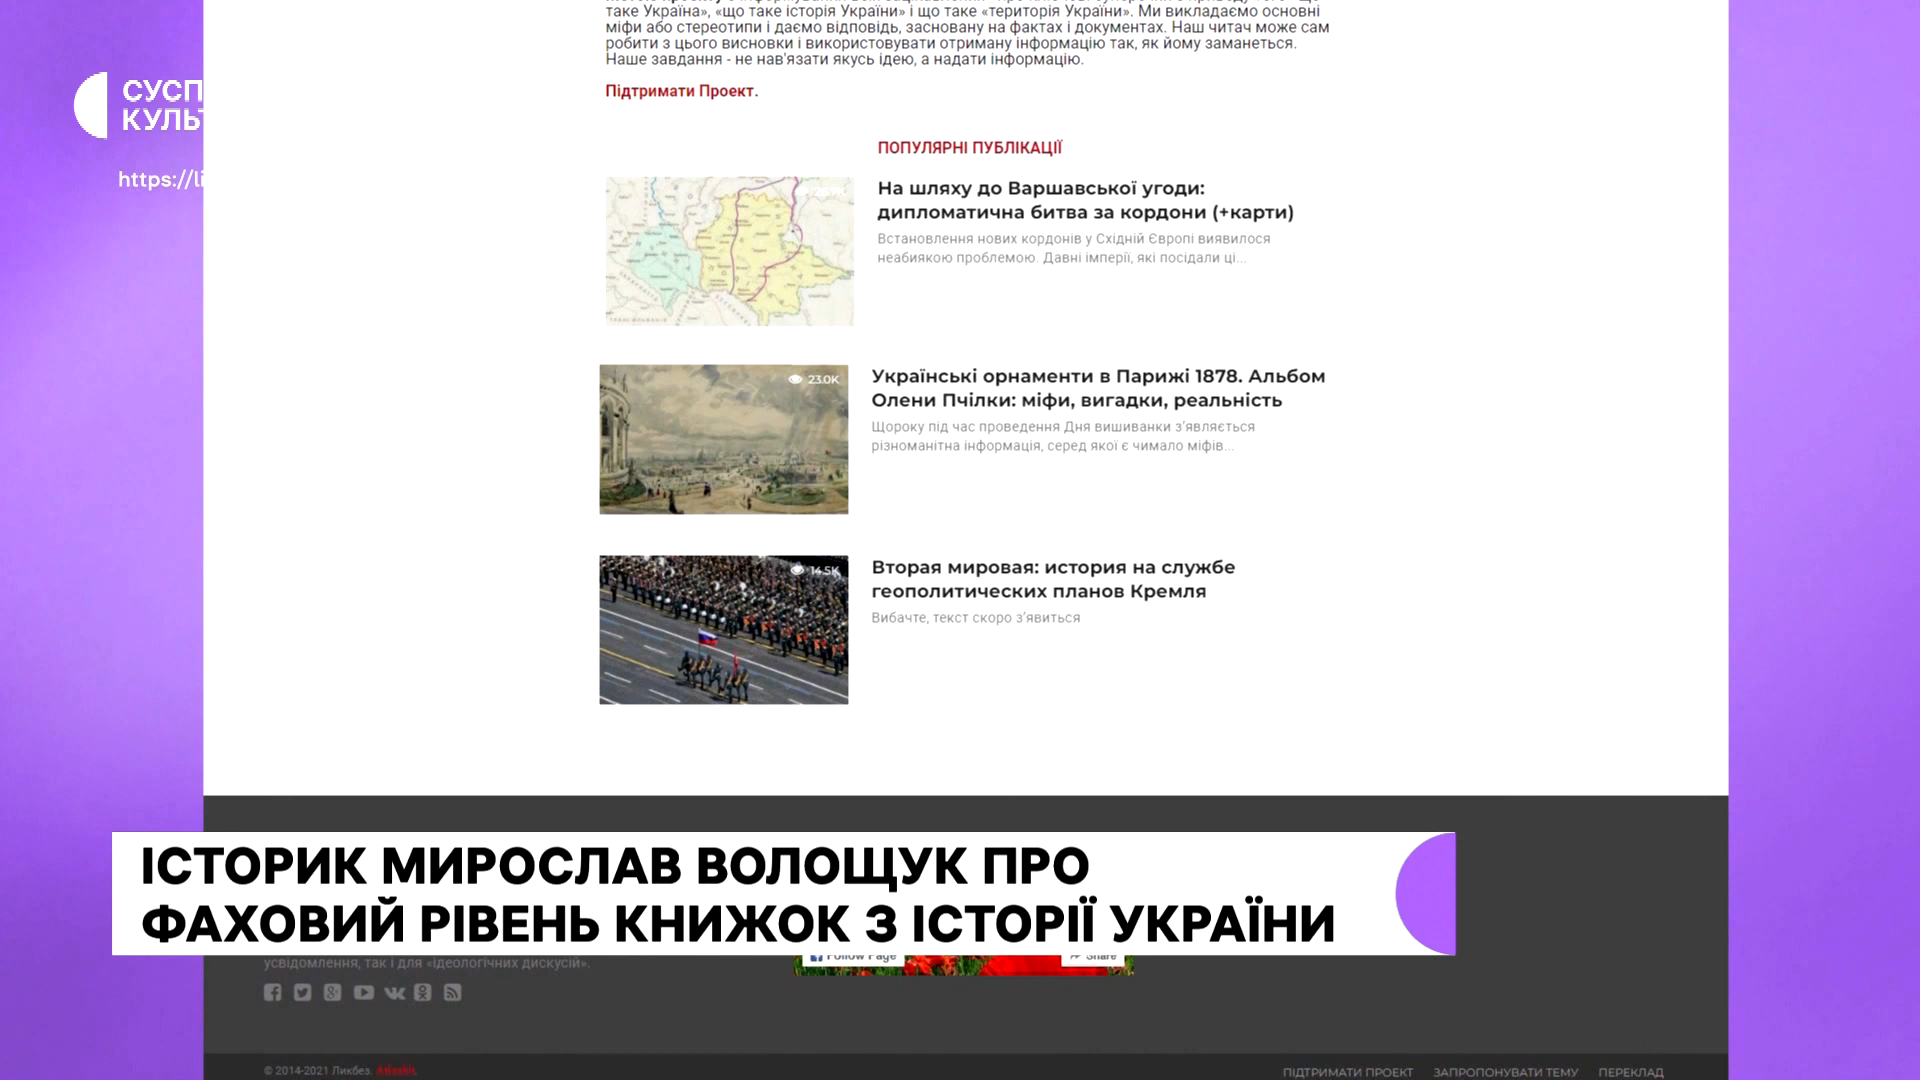 таке Україна», «що таке історія України» і що таке «територія України». Ми викладаємо основні
міфи або стереотипи і даємо відповідь, засновану на фактах і документах. Наш читач може сам
робити з цього висновки і використовувати отриману інформацію так, як йому заманеться.
Наше завдання - не нав'язати якусь ідею, а надати інформацію.
Підтримати Проект.
СУСП
КУЛЬ
https://li
ПОПУЛЯРНІ ПУБЛІКАЦІЇ
На шляху до Варшавської угоди:
дипломатична битва за кордони (+карти)
Встановлення нових кордонів у Східній Європі виявилося
неабиякою проблемою. Давні імперії, які посідали ці...
23.0K
Українські орнаменти в Парижі 1878. Альбом
Олени Пчілки: міфи, вигадки, реальність
Щороку під час проведення Дня вишиванки з’являється
різноманітна інформація, серед якої є чимало міфів...
14.5K
Вторая мировая: история на службе
геополитических планов Кремля
Вибачте, текст скоро з’явиться
ІСТОРИК МИРОСЛАВ ВОЛОЩУК ПРО
ФАХОВИЙ РІВЕНЬ КНИЖОК З ІСТОРІЇ УКРАЇНИ
усвідомлення, так і для «ідеологічних дискусій».
Follow Page
Share
© 2014-2021 Ликбез.
ПІДТРИМАТИ ПРОЕКТ ЗАПРОПОНУВАТИ ТЕМУ ПЕРЕКЛАД